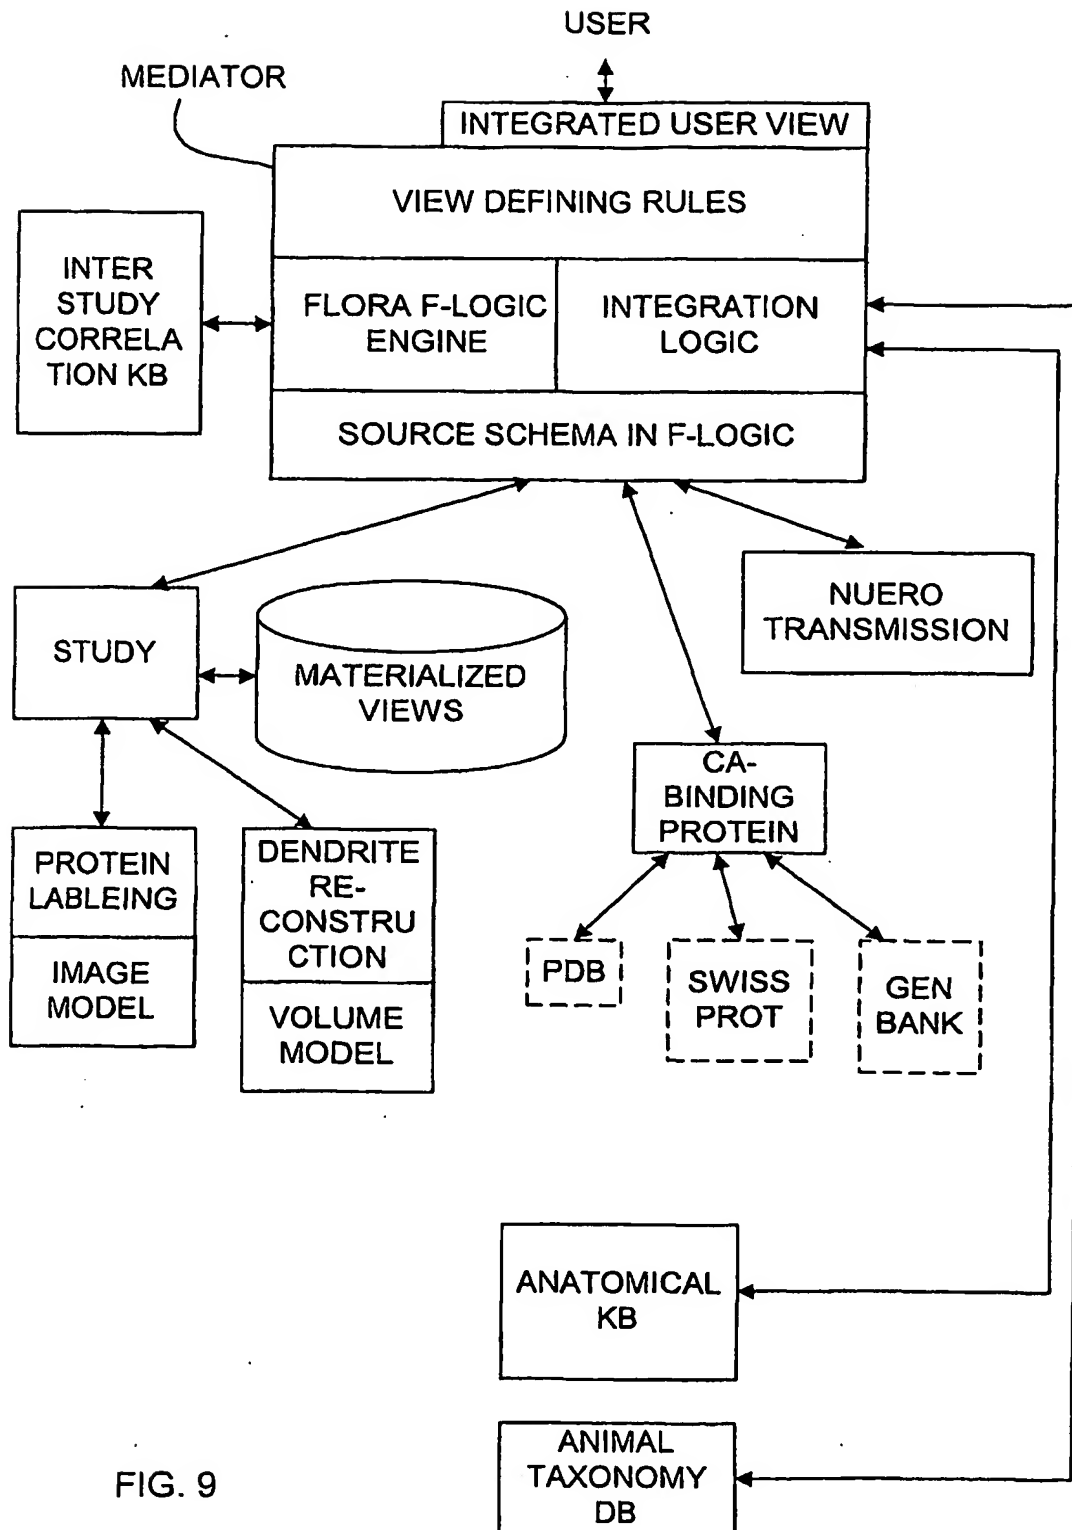 USER
MEDIATOR
INTEGRATED USER VIEW
VIEW DEFINING RULES
INTER
STUDY
CORRELA
TION KB
FLORA F-LOGIC
ENGINE
INTEGRATION
LOGIC
SOURCE SCHEMA IN F-LOGIC
STUDY
MATERIALIZED
VIEWS
NUERO
TRANSMISSION
CA-
BINDING
PROTEIN
PROTEIN
LABLEING
IMAGE
MODEL
DENDRITE
RE-
CONSTRU
CTION
VOLUME
MODEL
PDB
SWISS
PROT
GEN
BANK
ANATOMICAL
KB
ANIMAL
TAXONOMY
DB
FIG. 9